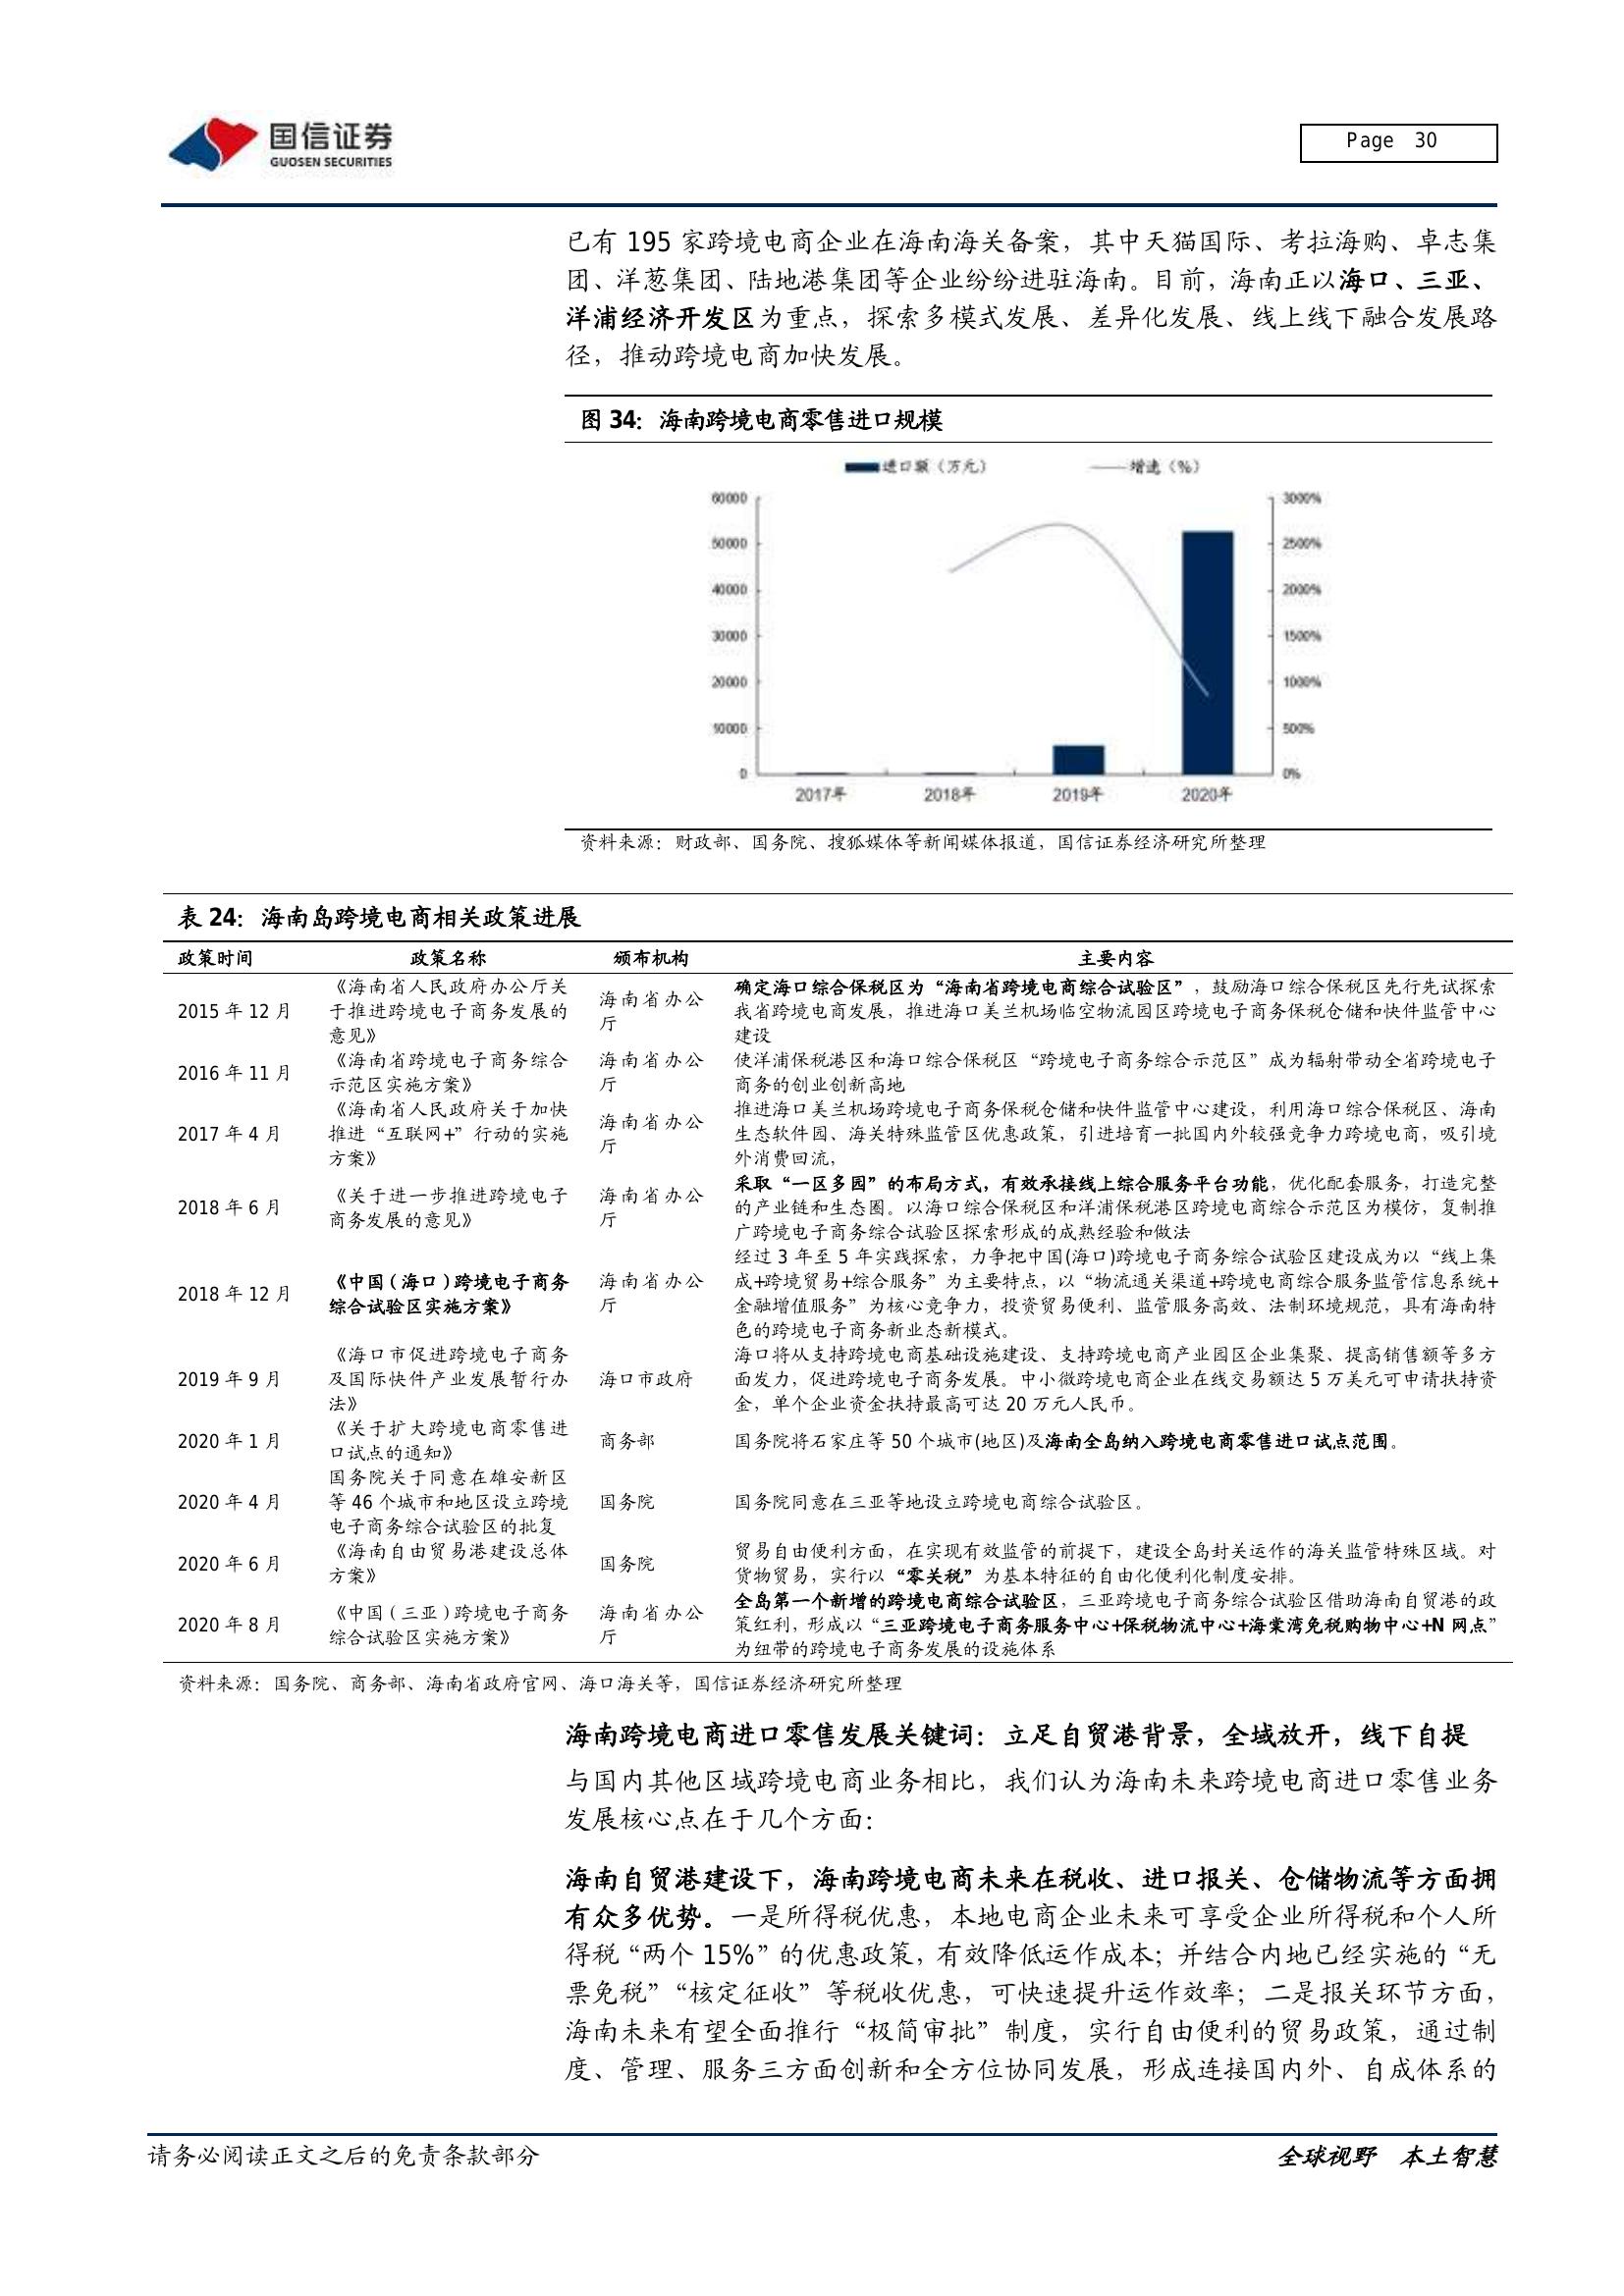 国信证券
GUOSEN SECURITIES
Page 30
已有 195 家跨境电商企业在海南海关备案，其中天猫国际、考拉海购、卓志集
团、洋葱集团、陆地港集团等企业纷纷进驻海南。目前，海南正以海口、三亚、
洋浦经济开发区为重点，探索多模式发展、差异化发展、线上线下融合发展路
径，推动跨境电商加快发展。
图 34：海南跨境电商零售进口规模
进口额（万元） 增速（%）
60000 3000%
50000 2500%
40000 2000%
30000 1500%
20000 1000%
10000 500%
0 0%
2017年 2018年 2019年 2020年
资料来源：财政部、国务院、搜狐媒体等新闻媒体报道，国信证券经济研究所整理
表 24：海南岛跨境电商相关政策进展
政策时间 政策名称 颁布机构 主要内容
2015 年 12 月
《海南省人民政府办公厅关
于推进跨境电子商务发展的
意见》
海南省办公
厅
确定海口综合保税区为“海南省跨境电商综合试验区”，鼓励海口综合保税区先行先试探索
我省跨境电商发展，推进海口美兰机场临空物流园区跨境电子商务保税仓储和快件监管中心
建设
2016 年 11 月
《海南省跨境电子商务综合
示范区实施方案》
海南省办公
厅
使洋浦保税港区和海口综合保税区“跨境电子商务综合示范区”成为辐射带动全省跨境电子
商务的创业创新高地
2017 年 4 月
《海南省人民政府关于加快
推进“互联网+”行动的实施
方案》
海南省办公
厅
推进海口美兰机场跨境电子商务保税仓储和快件监管中心建设，利用海口综合保税区、海南
生态软件园、海关特殊监管区优惠政策，引进培育一批国内外较强竞争力跨境电商，吸引境
外消费回流，
2018 年 6 月
《关于进一步推进跨境电子
商务发展的意见》
海南省办公
厅
采取“一区多园”的布局方式，有效承接线上综合服务平台功能，优化配套服务，打造完整
的产业链和生态圈。以海口综合保税区和洋浦保税港区跨境电商综合示范区为模仿，复制推
广跨境电子商务综合试验区探索形成的成熟经验和做法
2018 年 12 月
《中国（海口）跨境电子商务
综合试验区实施方案》
海南省办公
厅
经过 3 年至 5 年实践探索，力争把中国(海口)跨境电子商务综合试验区建设成为以“线上集
成+跨境贸易+综合服务”为主要特点，以“物流通关渠道+跨境电商综合服务监管信息系统+
金融增值服务”为核心竞争力，投资贸易便利、监管服务高效、法制环境规范，具有海南特
色的跨境电子商务新业态新模式。
2019 年 9 月
《海口市促进跨境电子商务
及国际快件产业发展暂行办
法》
海口市政府
海口将从支持跨境电商基础设施建设、支持跨境电商产业园区企业集聚、提高销售额等多方
面发力，促进跨境电子商务发展。中小微跨境电商企业在线交易额达 5 万美元可申请扶持资
金，单个企业资金扶持最高可达 20 万元人民币。
2020 年 1 月
《关于扩大跨境电商零售进
口试点的通知》
商务部
国务院将石家庄等 50 个城市(地区)及海南全岛纳入跨境电商零售进口试点范围。
2020 年 4 月
国务院关于同意在雄安新区
等 46 个城市和地区设立跨境
电子商务综合试验区的批复
国务院
国务院同意在三亚等地设立跨境电商综合试验区。
2020 年 6 月
《海南自由贸易港建设总体
方案》
国务院
贸易自由便利方面，在实现有效监管的前提下，建设全岛封关运作的海关监管特殊区域。对
货物贸易，实行以“零关税”为基本特征的自由化便利化制度安排。
2020 年 8 月
《中国（三亚）跨境电子商务
综合试验区实施方案》
海南省办公
厅
全岛第一个新增的跨境电商综合试验区，三亚跨境电子商务综合试验区借助海南自贸港的政
策红利，形成以“三亚跨境电子商务服务中心+保税物流中心+海棠湾免税购物中心+N 网点”
为纽带的跨境电子商务发展的设施体系
资料来源：国务院、商务部、海南省政府官网、海口海关等，国信证券经济研究所整理
海南跨境电商进口零售发展关键词：立足自贸港背景，全域放开，线下自提
与国内其他区域跨境电商业务相比，我们认为海南未来跨境电商进口零售业务
发展核心点在于几个方面：
海南自贸港建设下，海南跨境电商未来在税收、进口报关、仓储物流等方面拥
有众多优势。一是所得税优惠，本地电商企业未来可享受企业所得税和个人所
得税“两个 15%”的优惠政策，有效降低运作成本；并结合内地已经实施的“无
票免税”“核定征收”等税收优惠，可快速提升运作效率；二是报关环节方面，
海南未来有望全面推行“极简审批”制度，实行自由便利的贸易政策，通过制
度、管理、服务三方面创新和全方位协同发展，形成连接国内外、自成体系的
请务必阅读正文之后的免责条款部分
全球视野 本土智慧